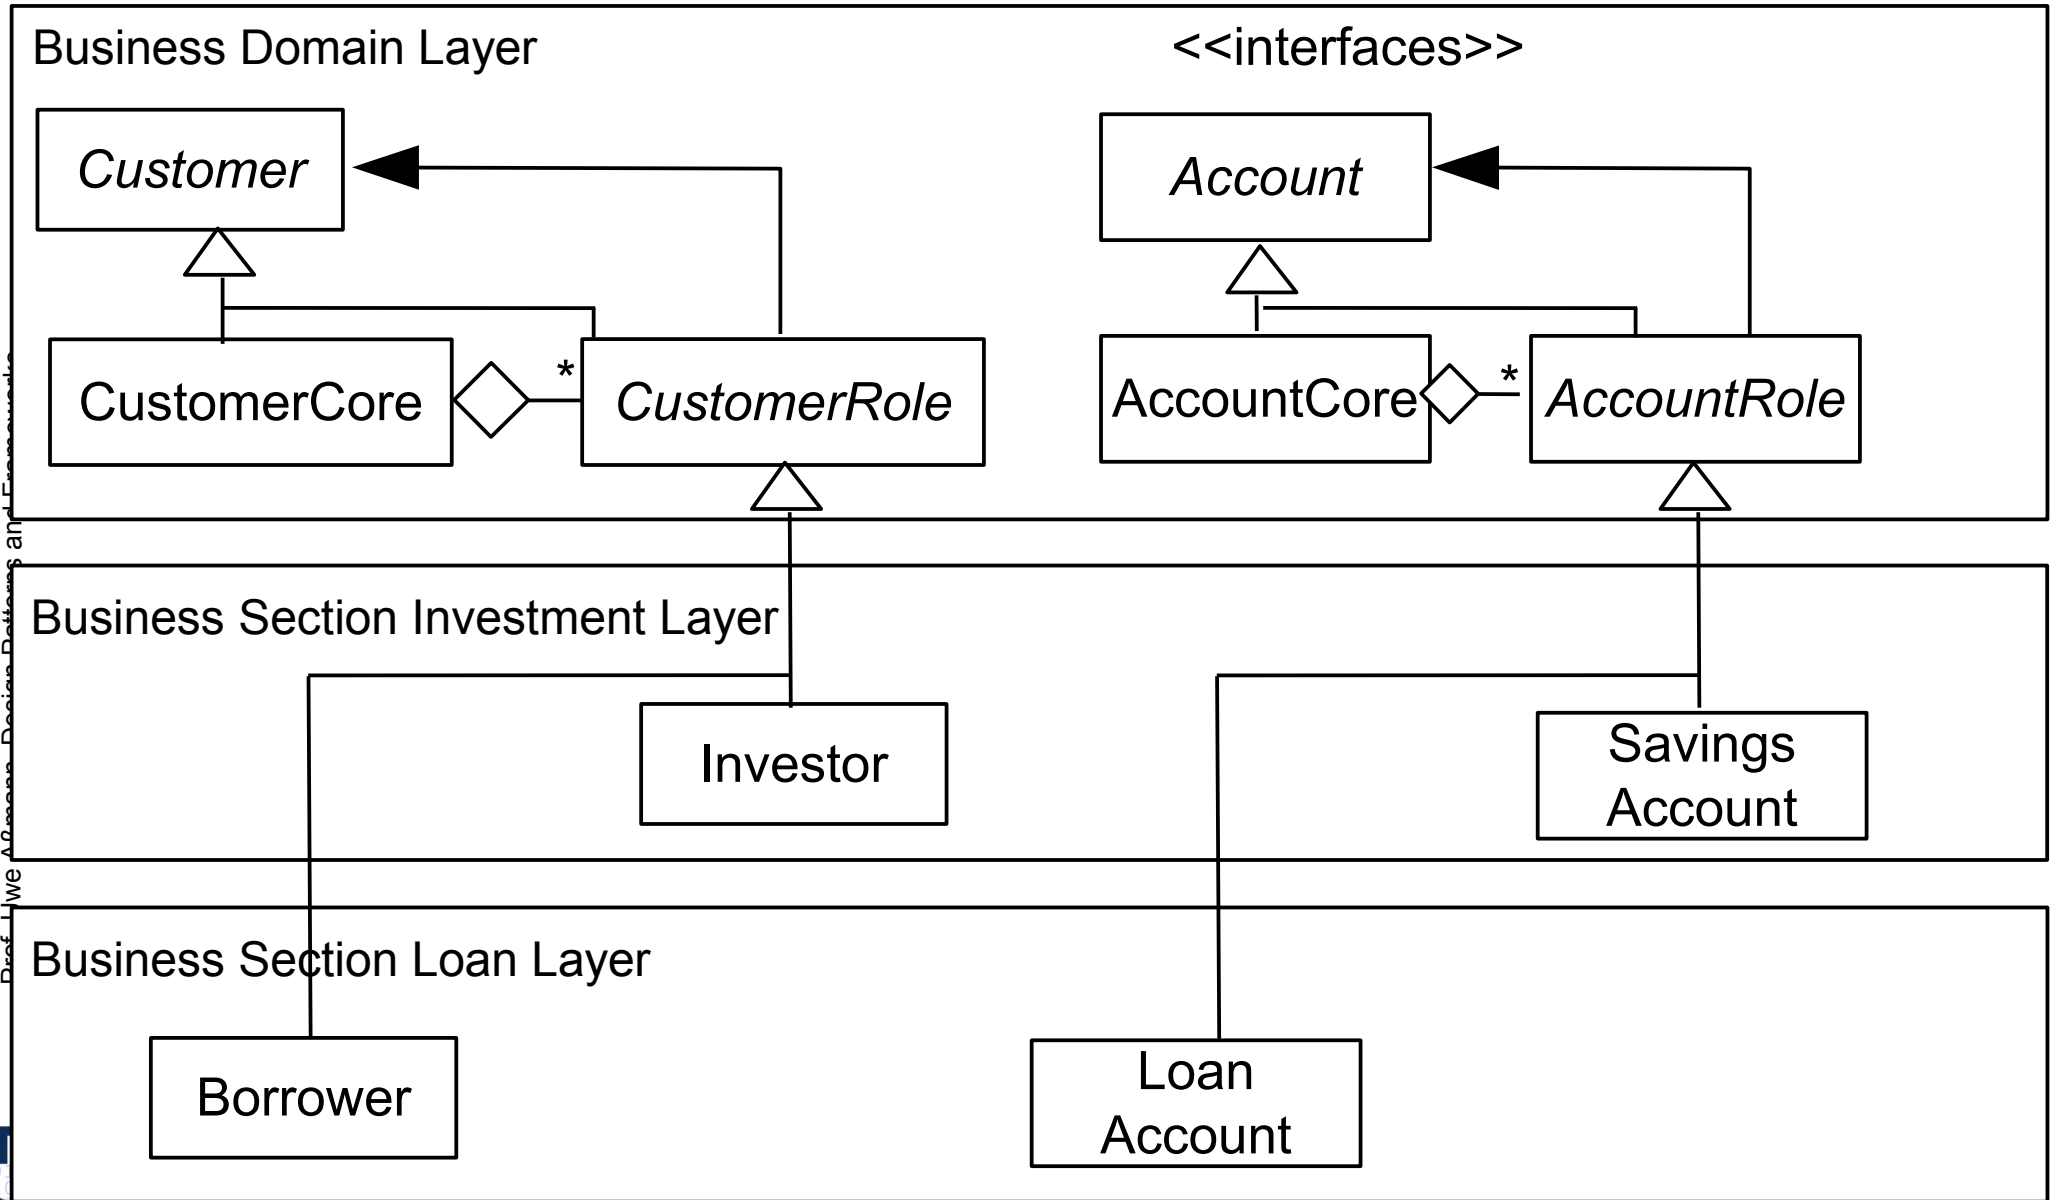 Business Domain Layer
<<interfaces>>
Customer
Account
CustomerCore
*
CustomerRole
AccountCore
*
AccountRole
Business Section Investment Layer
Investor
Savings
Account
Business Section Loan Layer
Borrower
Loan
Account